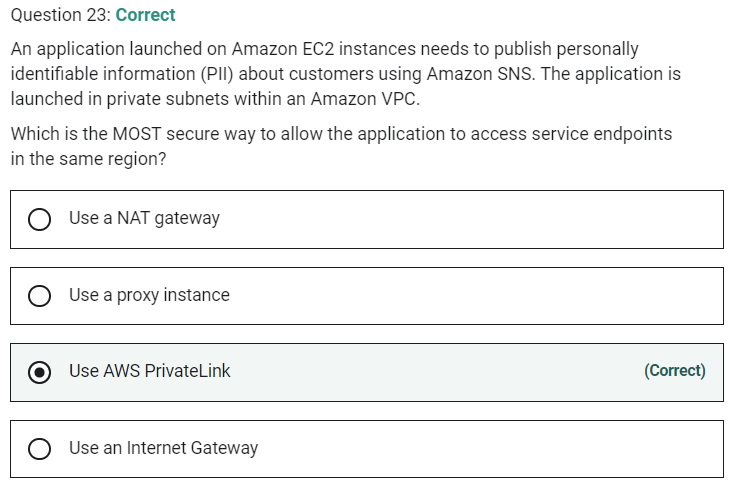 Question 23: Correct
An application launched on Amazon EC2 instances needs to publish personally
identifiable information (PII) about customers using Amazon SNS. The application is
launched in private subnets within an Amazon VPC.
Which is the MOST secure way to allow the application to access service endpoints
in the same region?
Use a NAT gateway
Use a proxy instance
Use AWS PrivateLink (Correct)
Use an Internet Gateway